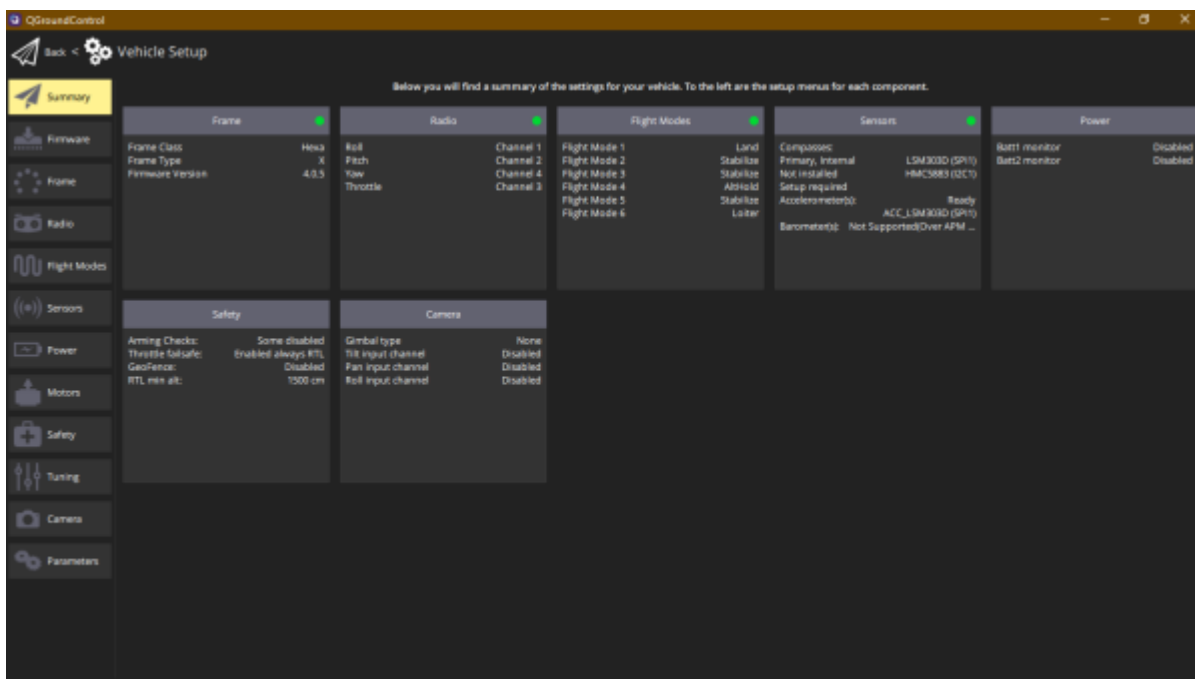 QGroundControl
Back < Vehicle Setup
Below you will find a summary of the settings for your vehicle. To the left are the setup menus for each component.
Summary
Firmware
Frame
Radio
Flight Modes
Sensors
Power
Motors
Safety
Tuning
Camera
Parameters
Frame
Frame Class Hexa
Frame Type X
Firmware Version 4.0.5
Radio
Roll Channel 1
Pitch Channel 2
Yaw Channel 4
Throttle Channel 3
Flight Modes
Flight Mode 1 Land
Flight Mode 2 Stabilize
Flight Mode 3 Stabilize
Flight Mode 4 AltHold
Flight Mode 5 Stabilize
Flight Mode 6 Loiter
Sensors
Compasses:
Primary, Internal LSM303D (SPI1)
Not installed HMC5883 (I2C1)
Setup required
Accelerometer(s): Ready
ACC_LSM303D (SPI1)
Barometer(s): Not Supported(Over APM ...
Power
Batt1 monitor Disabled
Batt2 monitor Disabled
Safety
Arming Checks: Some disabled
Throttle failsafe: Enabled always RTL
GeoFence: Disabled
RTL min alt: 1500 cm
Camera
Gimbal type None
Tilt input channel Disabled
Pan input channel Disabled
Roll input channel Disabled